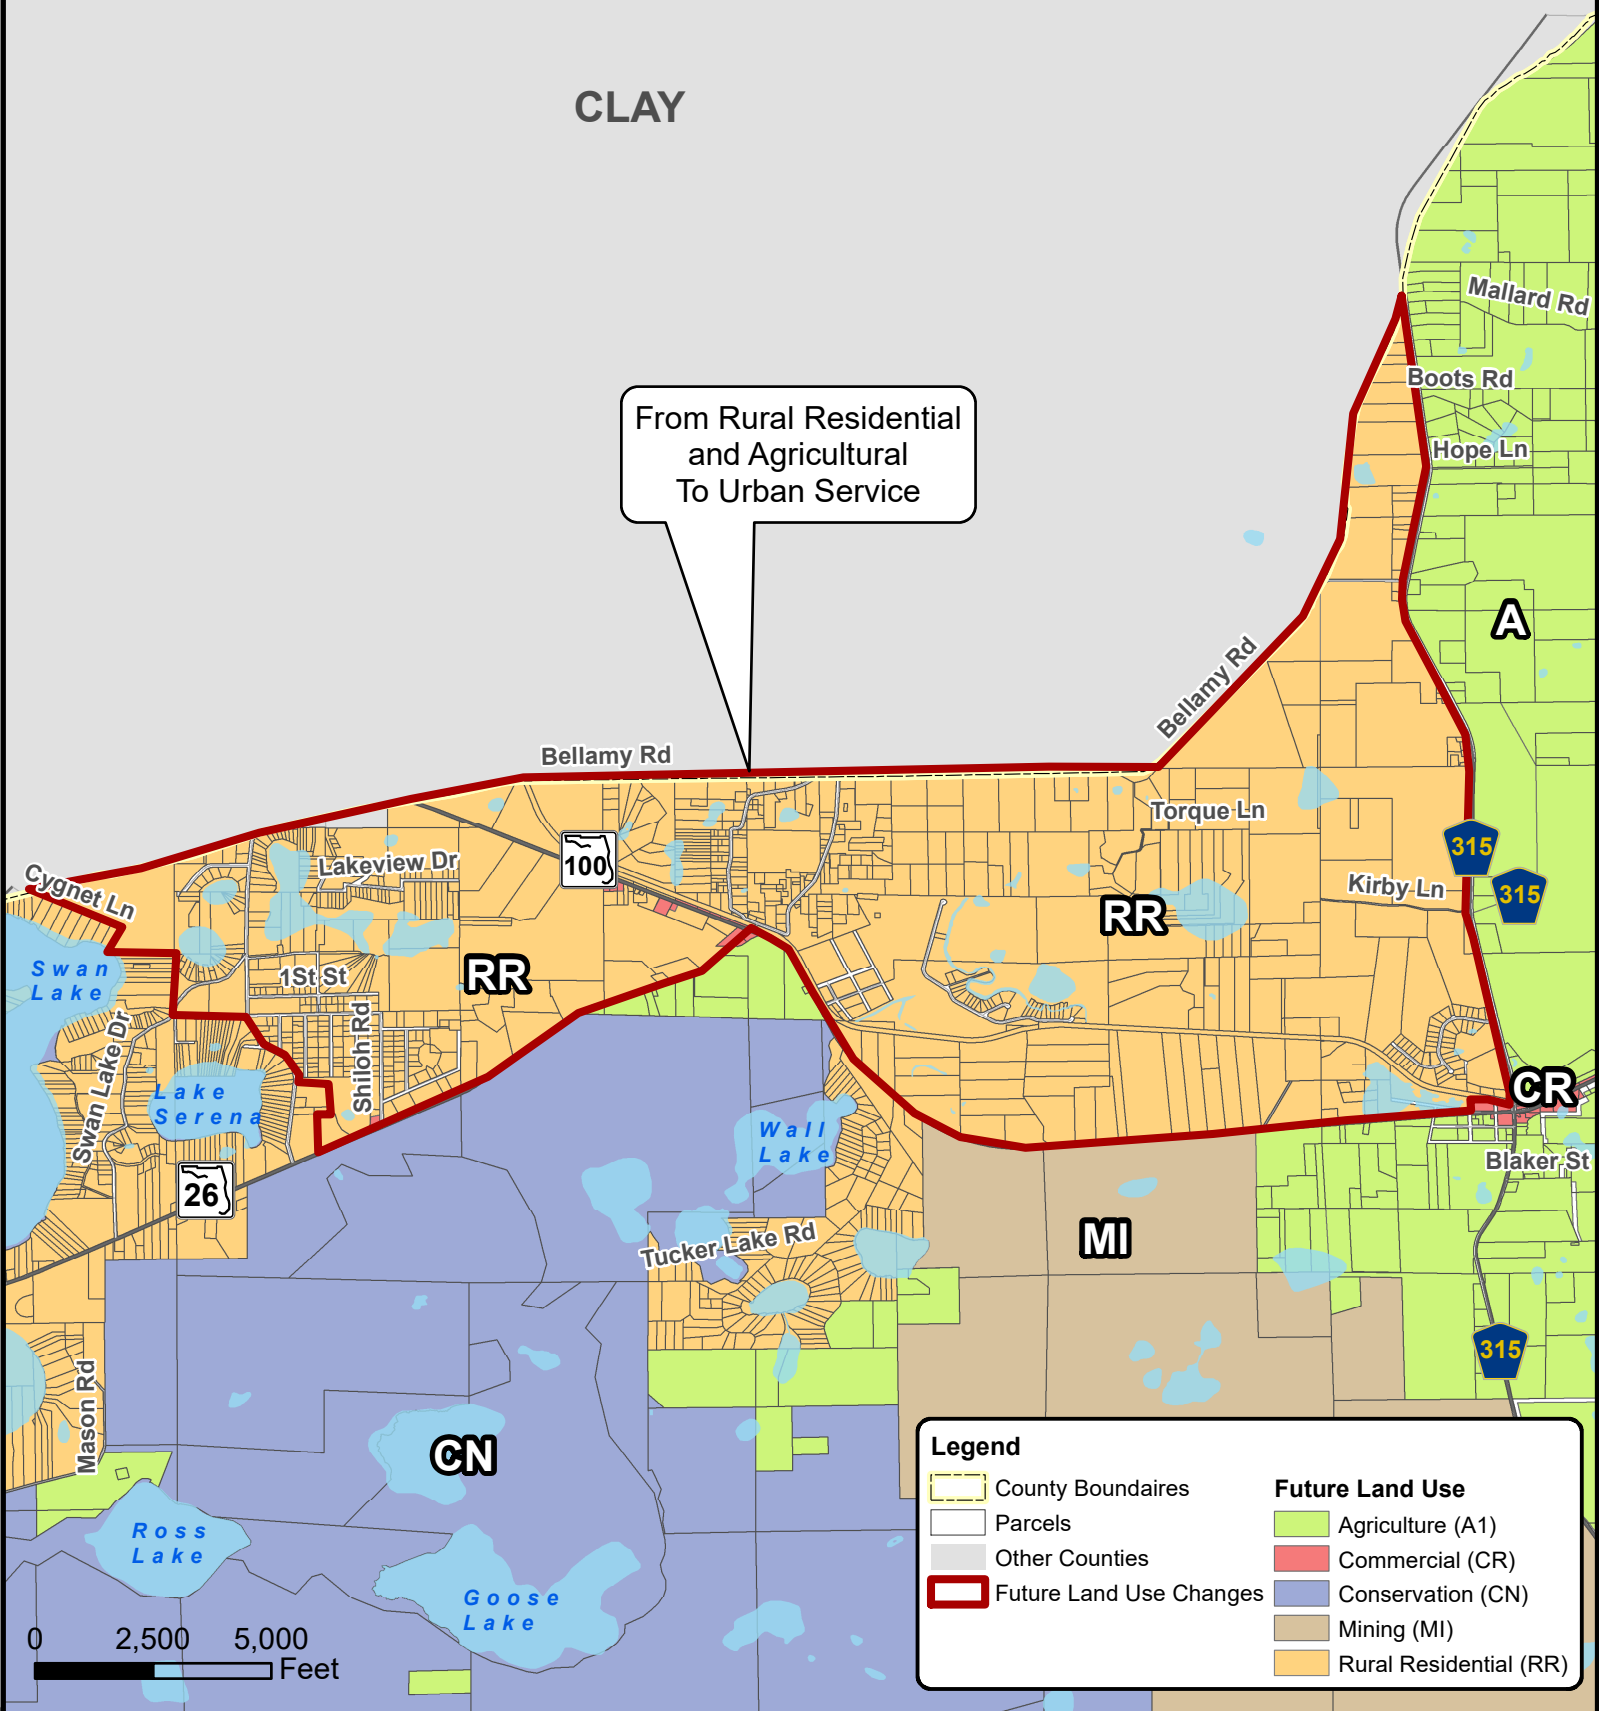 CLAY
Mallard Rd
Boots Rd
Hope Ln
From Rural Residential
and Agricultural
To Urban Service
A
Bellamy Rd
Bellamy Rd
Torque Ln
100
Lakeview Dr
Cygnet Ln
315
315
Kirby Ln
RR
RR
Swan
Lake
1St St
Shiloh Rd
Swan Lake Dr
Lake
Serena
CR
Wall
Lake
Blaker St
26
Tucker Lake Rd
MI
315
Mason Rd
CN
Ross
Lake
Goose
Lake
0 2,500 5,000
Feet
Legend
County Boundaires
Parcels
Other Counties
Future Land Use Changes
Future Land Use
Agriculture (A1)
Commercial (CR)
Conservation (CN)
Mining (MI)
Rural Residential (RR)